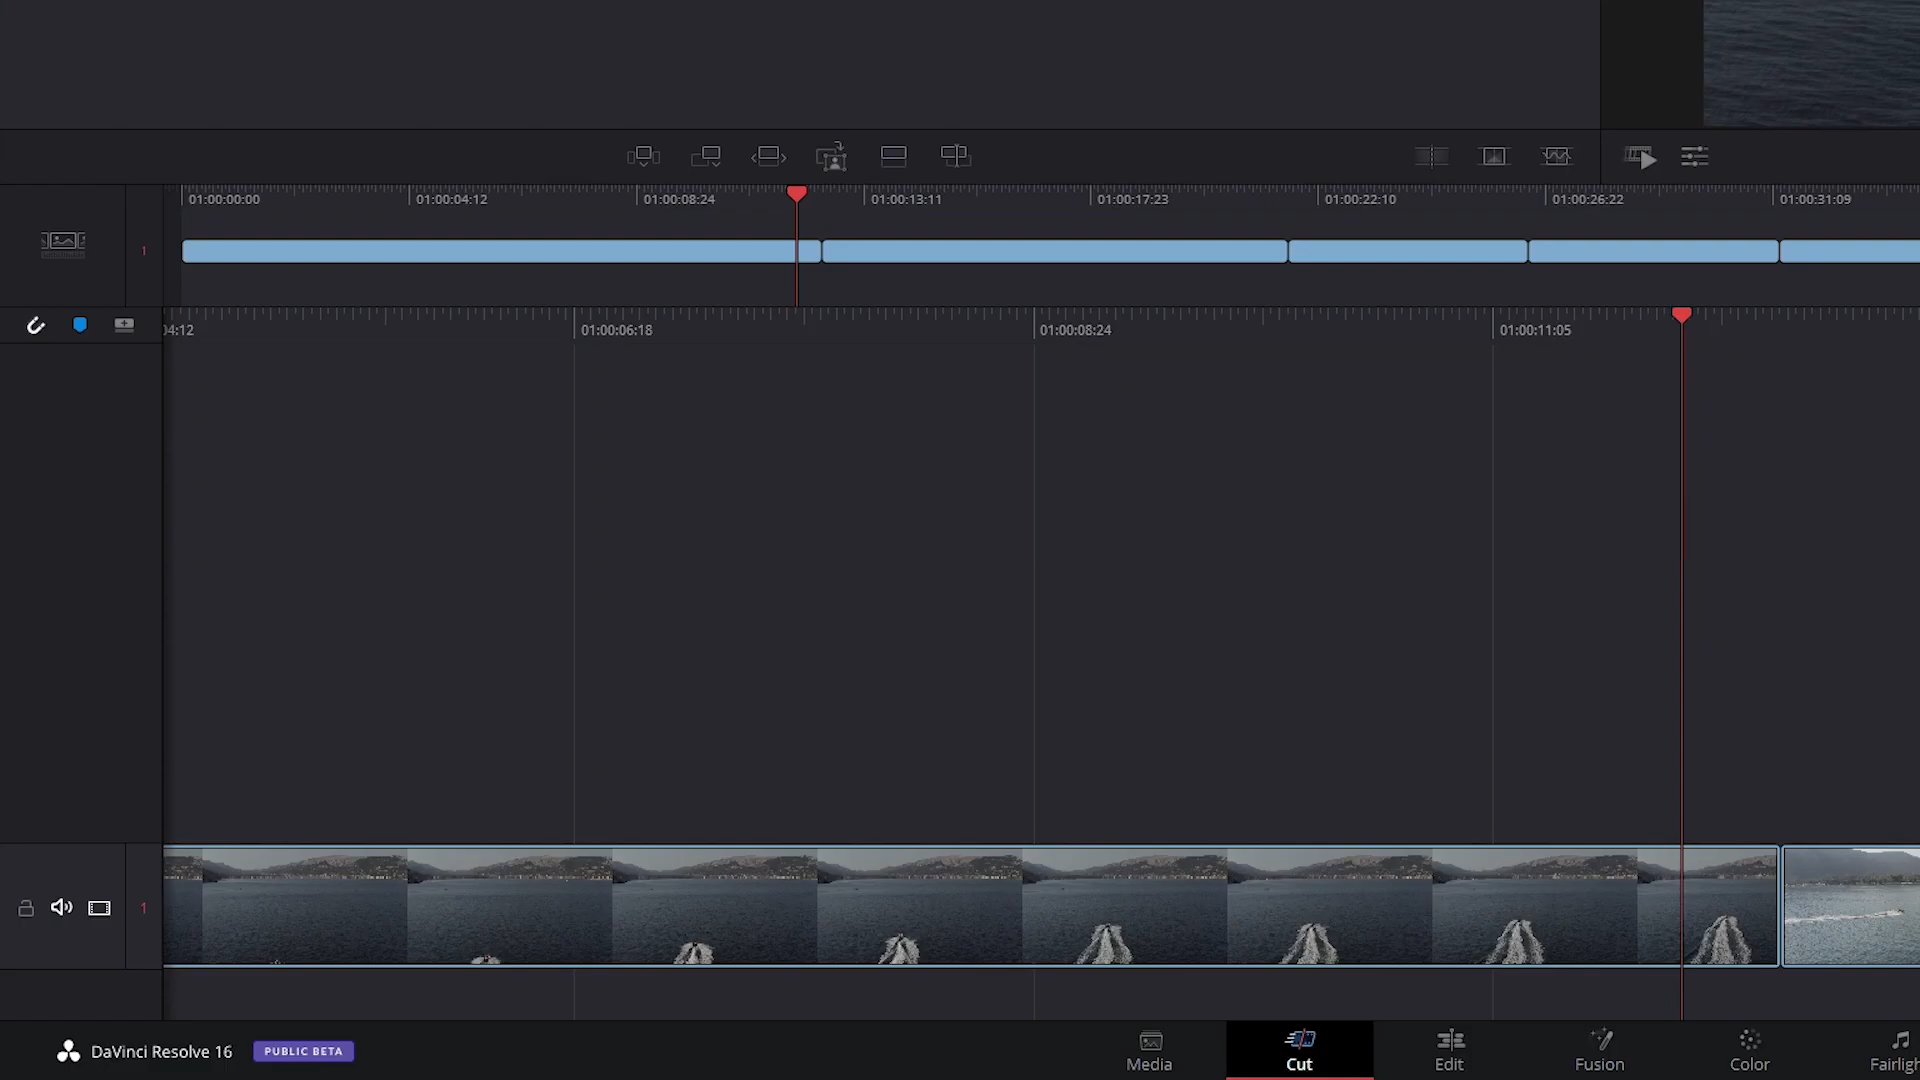 01:00:00:00 01:00:04:12 01:00:08:24 01:00:13:11 01:00:17:23 01:00:22:10 01:00:26:22 01:00:31:09
1
04:12 01:00:06:18 01:00:08:24 01:00:11:05
1
DaVinci Resolve 16 PUBLIC BETA
Media Cut Edit Fusion Color Fairligh